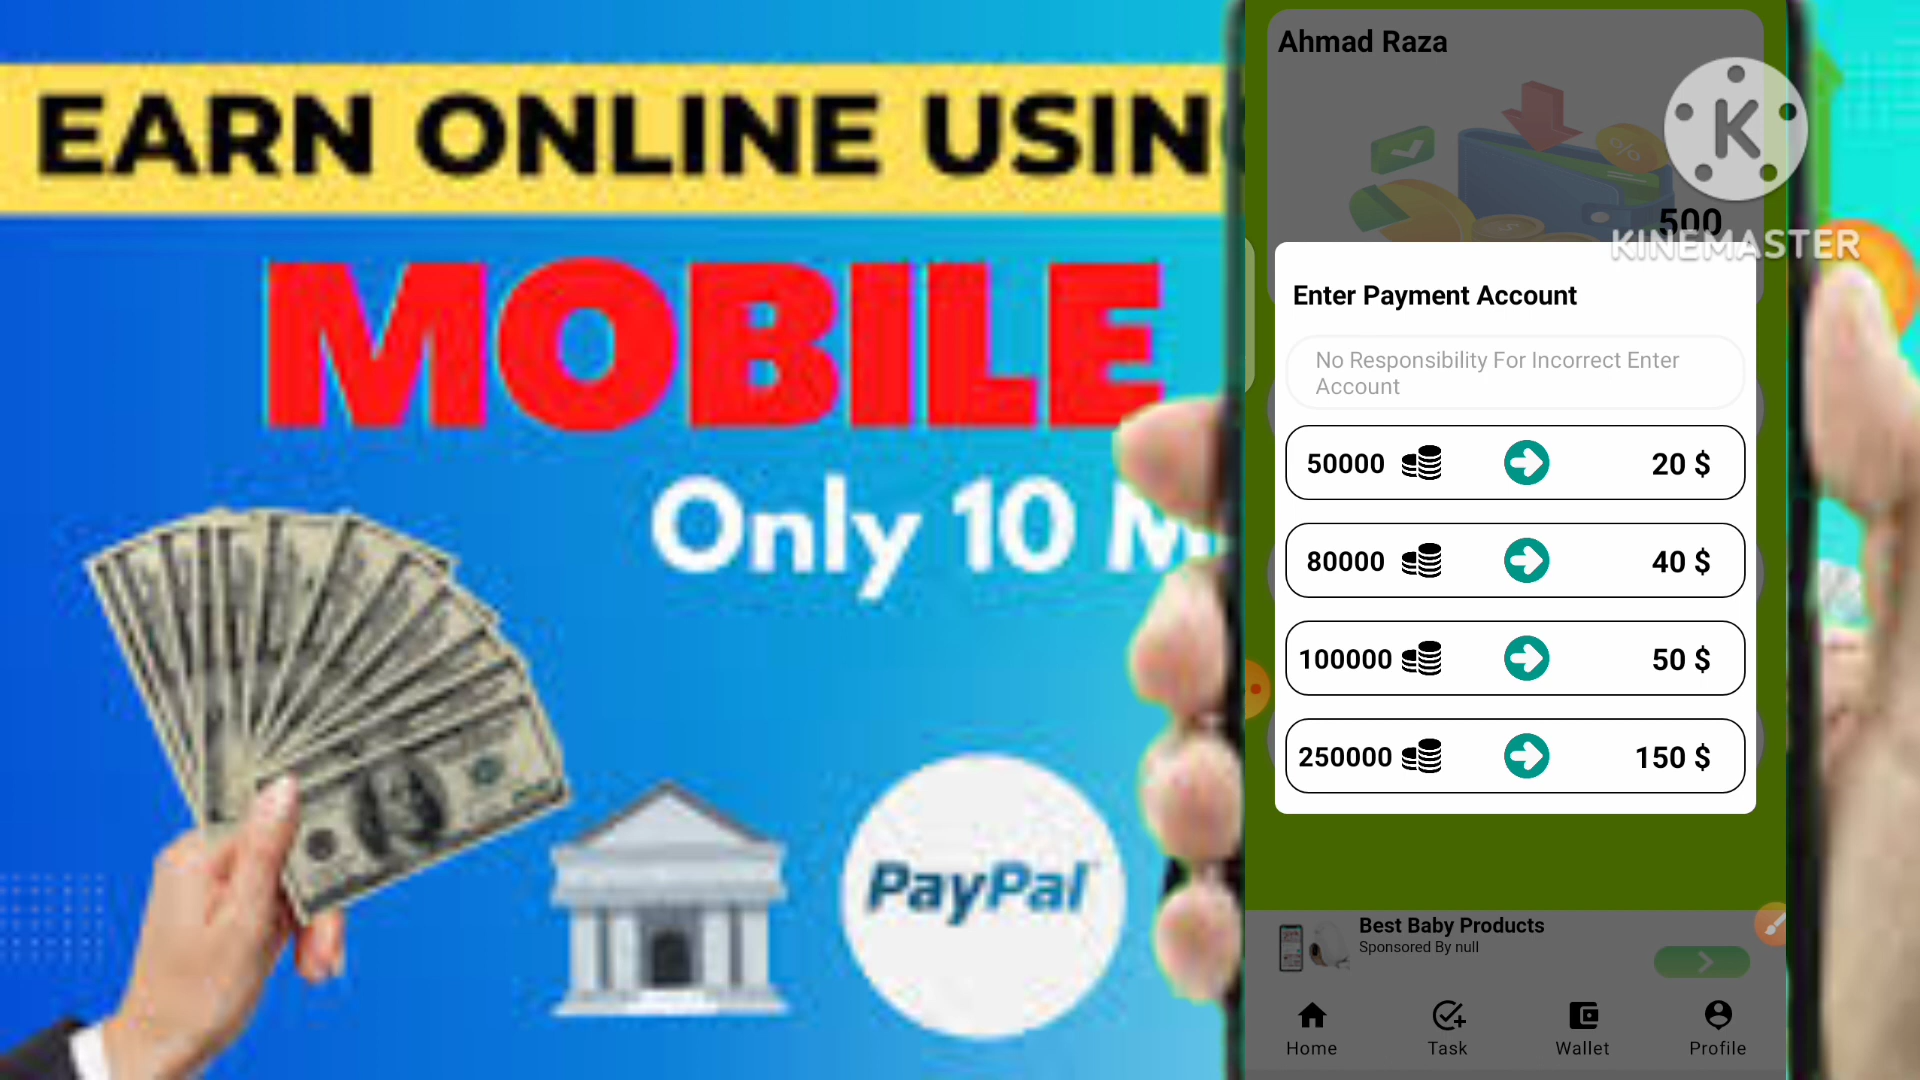 EARN ONLINE USIN
MOBILE
Only 10 M
PayPal
Ahmad Raza
500
K
KINEMASTER
Enter Payment Account
No Responsibility For Incorrect Enter
Account
50000 20 $
80000 40 $
100000 50 $
250000 150 $
Best Baby Products
Sponsored By null
Home Task Wallet Profile